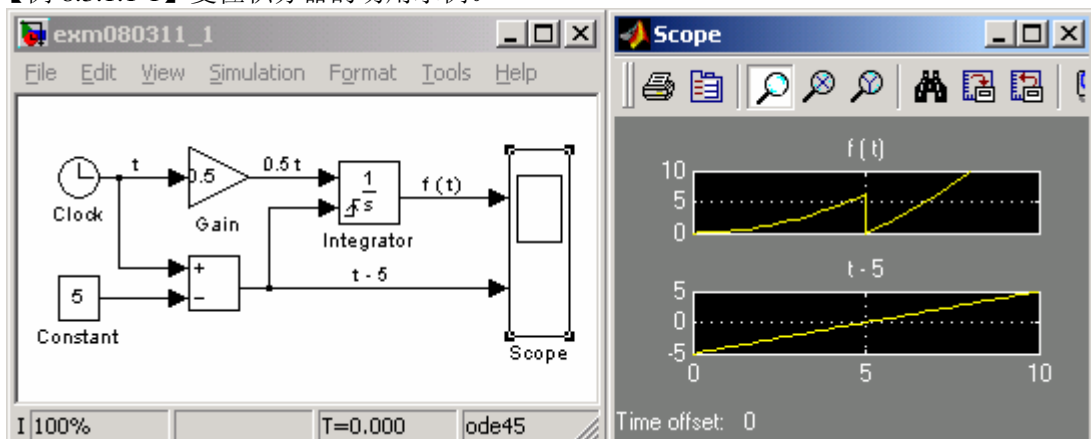 exm080311_1
File Edit View Simulation Format Tools Help
t
0.5
0.5 t
1
s
f (t)
Clock
Gain
Integrator
+
−
t - 5
5
Constant
Scope
100%
T=0.000
ode45
Scope
f (t)
10
5
0
t - 5
5
0
-5
0
5
10
Time offset: 0